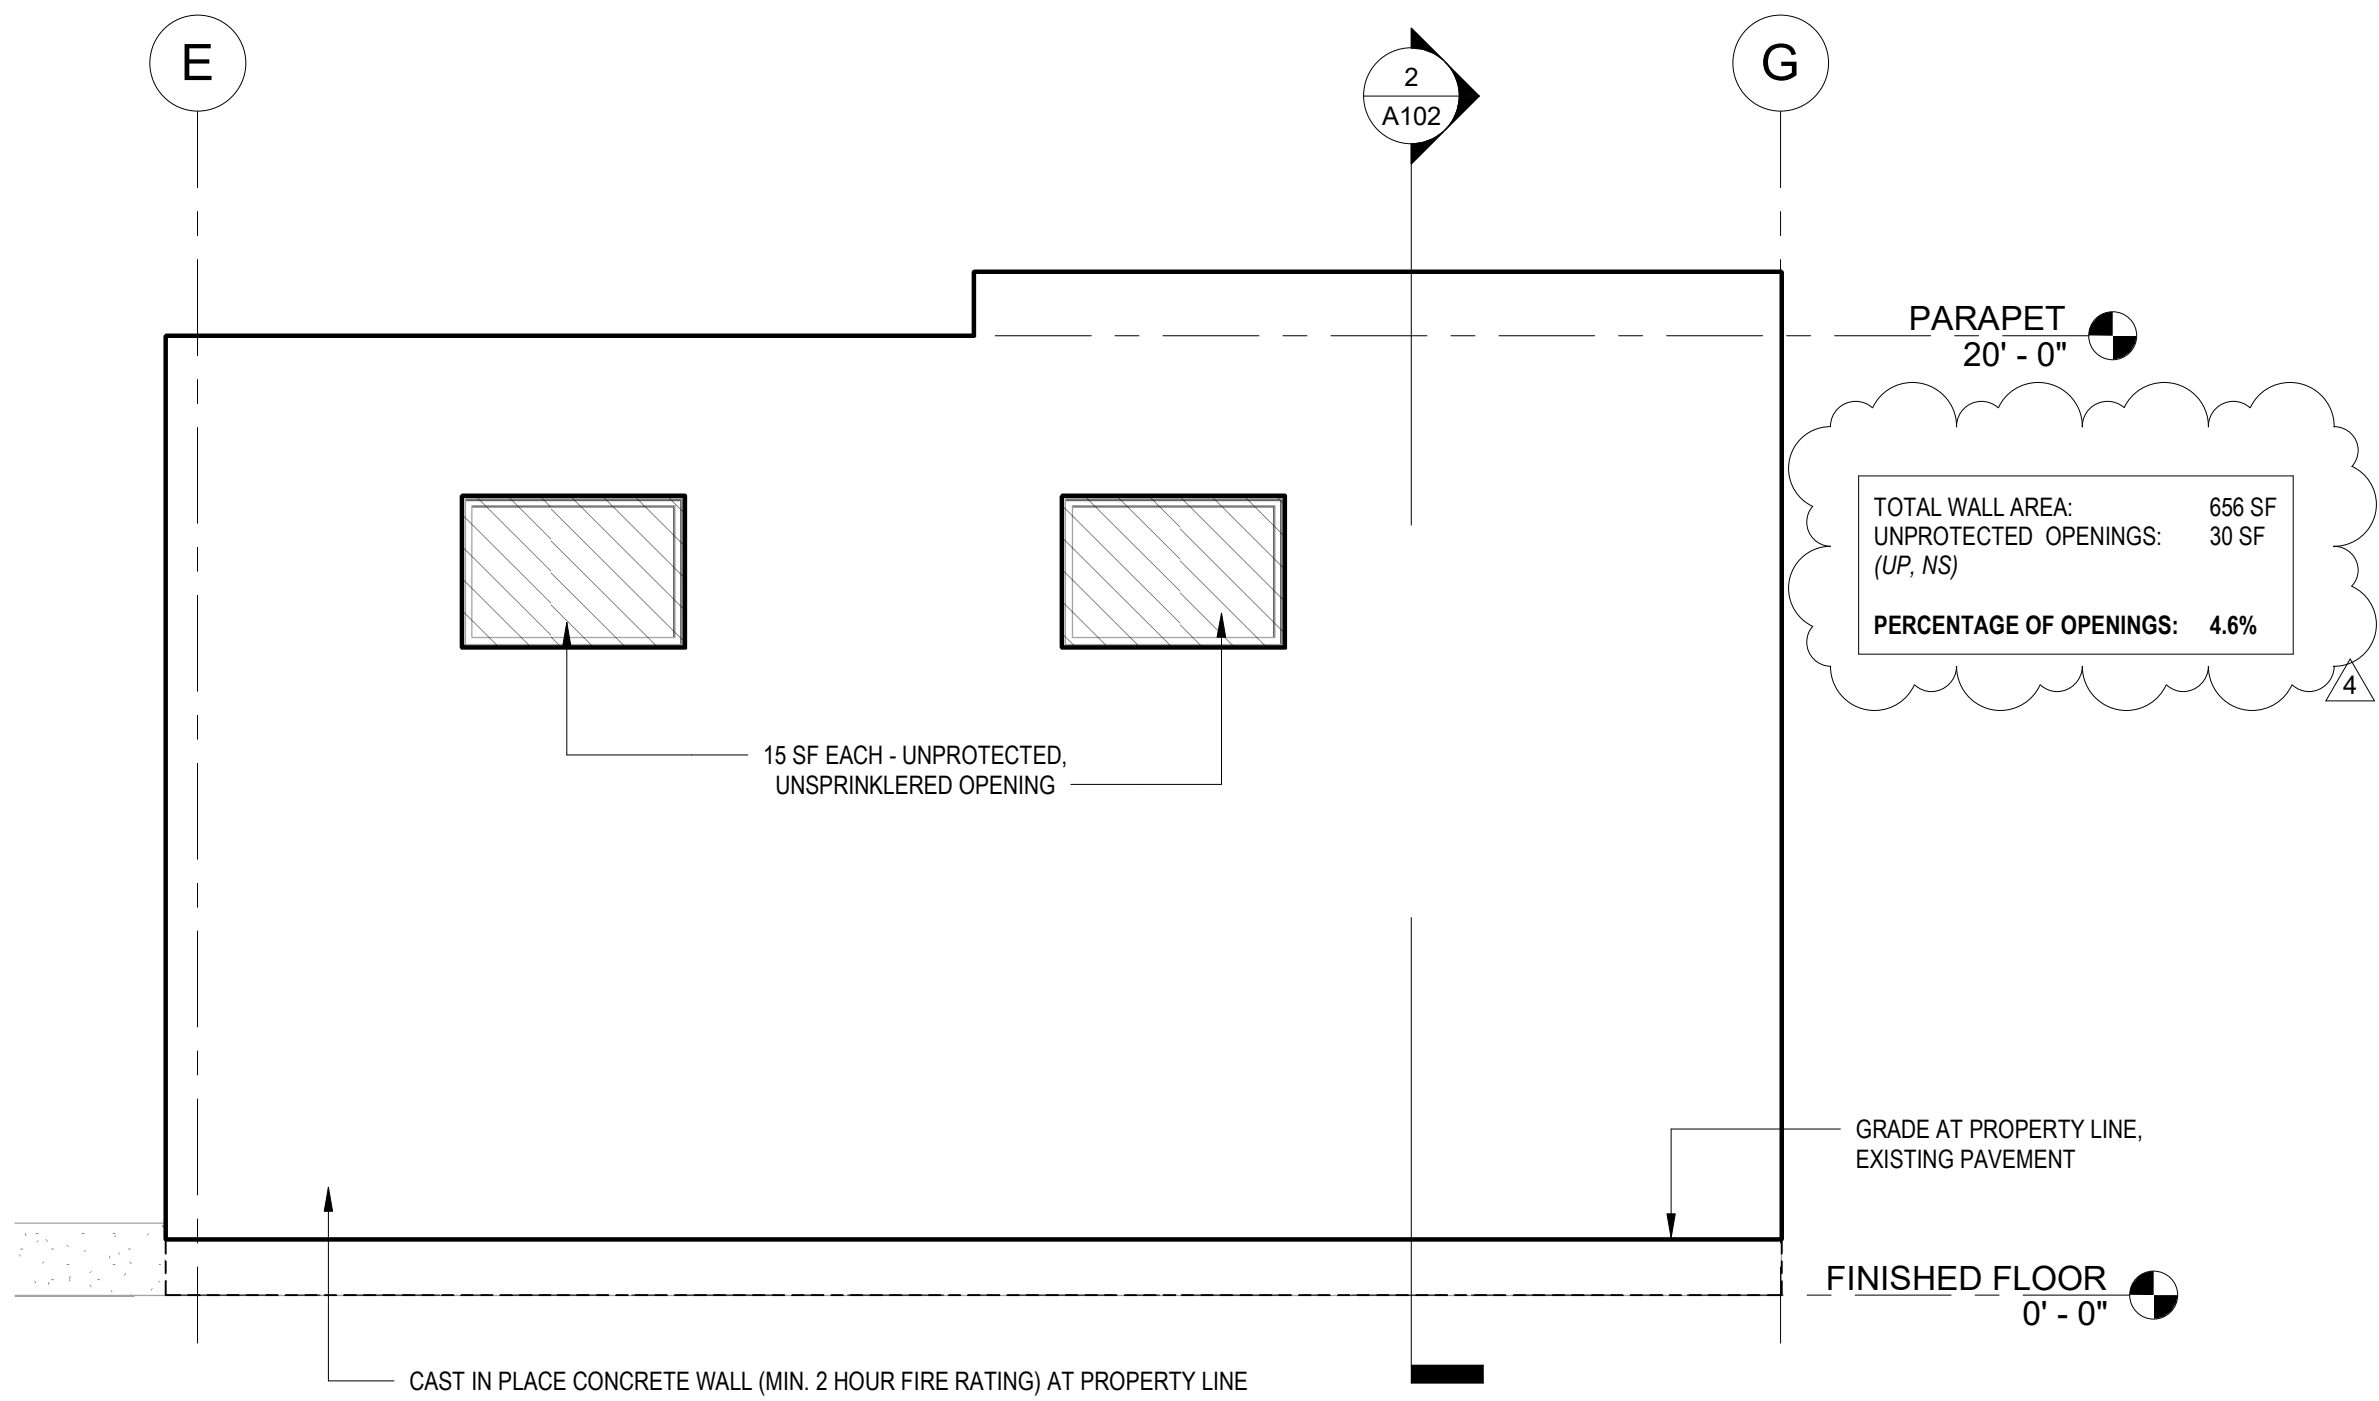 E
2
A102
G
PARAPET
20' - 0"
TOTAL WALL AREA: 656 SF
UNPROTECTED OPENINGS: 30 SF
(UP, NS)
PERCENTAGE OF OPENINGS: 4.6%
4
15 SF EACH - UNPROTECTED,
UNSPRINKLERED OPENING
GRADE AT PROPERTY LINE,
EXISTING PAVEMENT
FINISHED FLOOR
0' - 0"
CAST IN PLACE CONCRETE WALL (MIN. 2 HOUR FIRE RATING) AT PROPERTY LINE